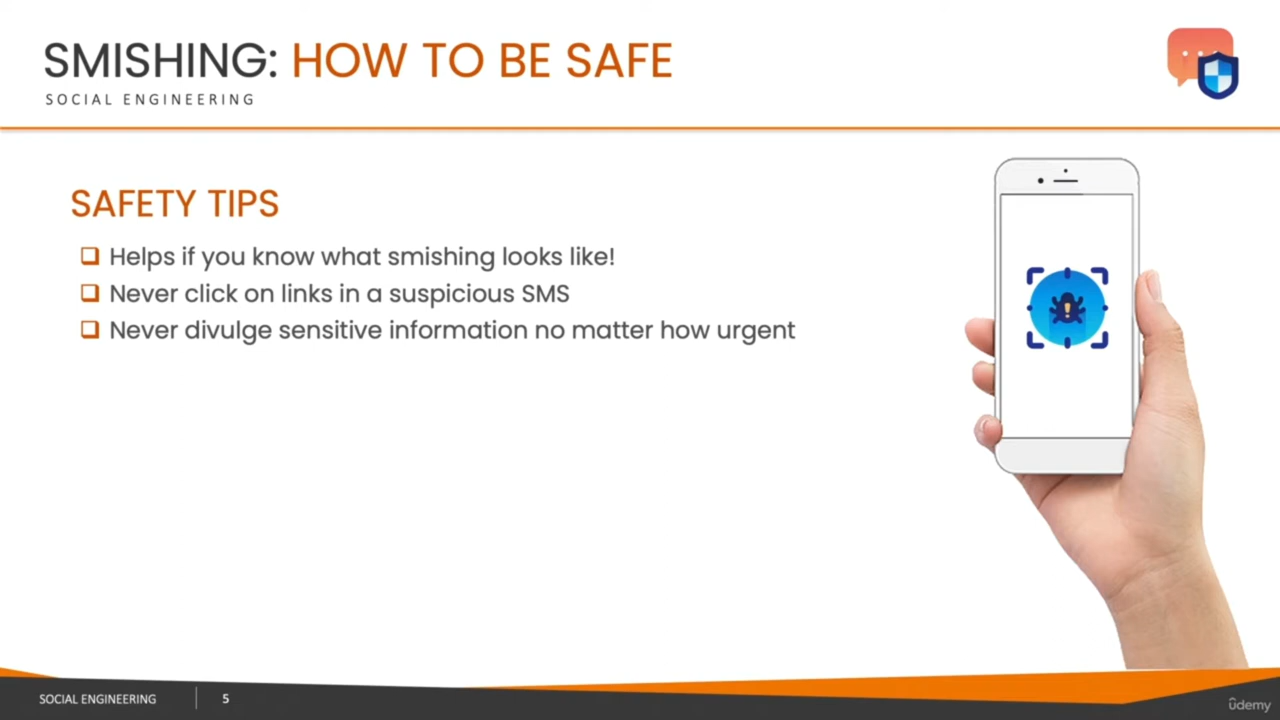 SMISHING: HOW TO BE SAFE
SOCIAL ENGINEERING
SAFETY TIPS
Helps if you know what smishing looks like!
Never click on links in a suspicious SMS
Never divulge sensitive information no matter how urgent
SOCIAL ENGINEERING
5
ûdemy